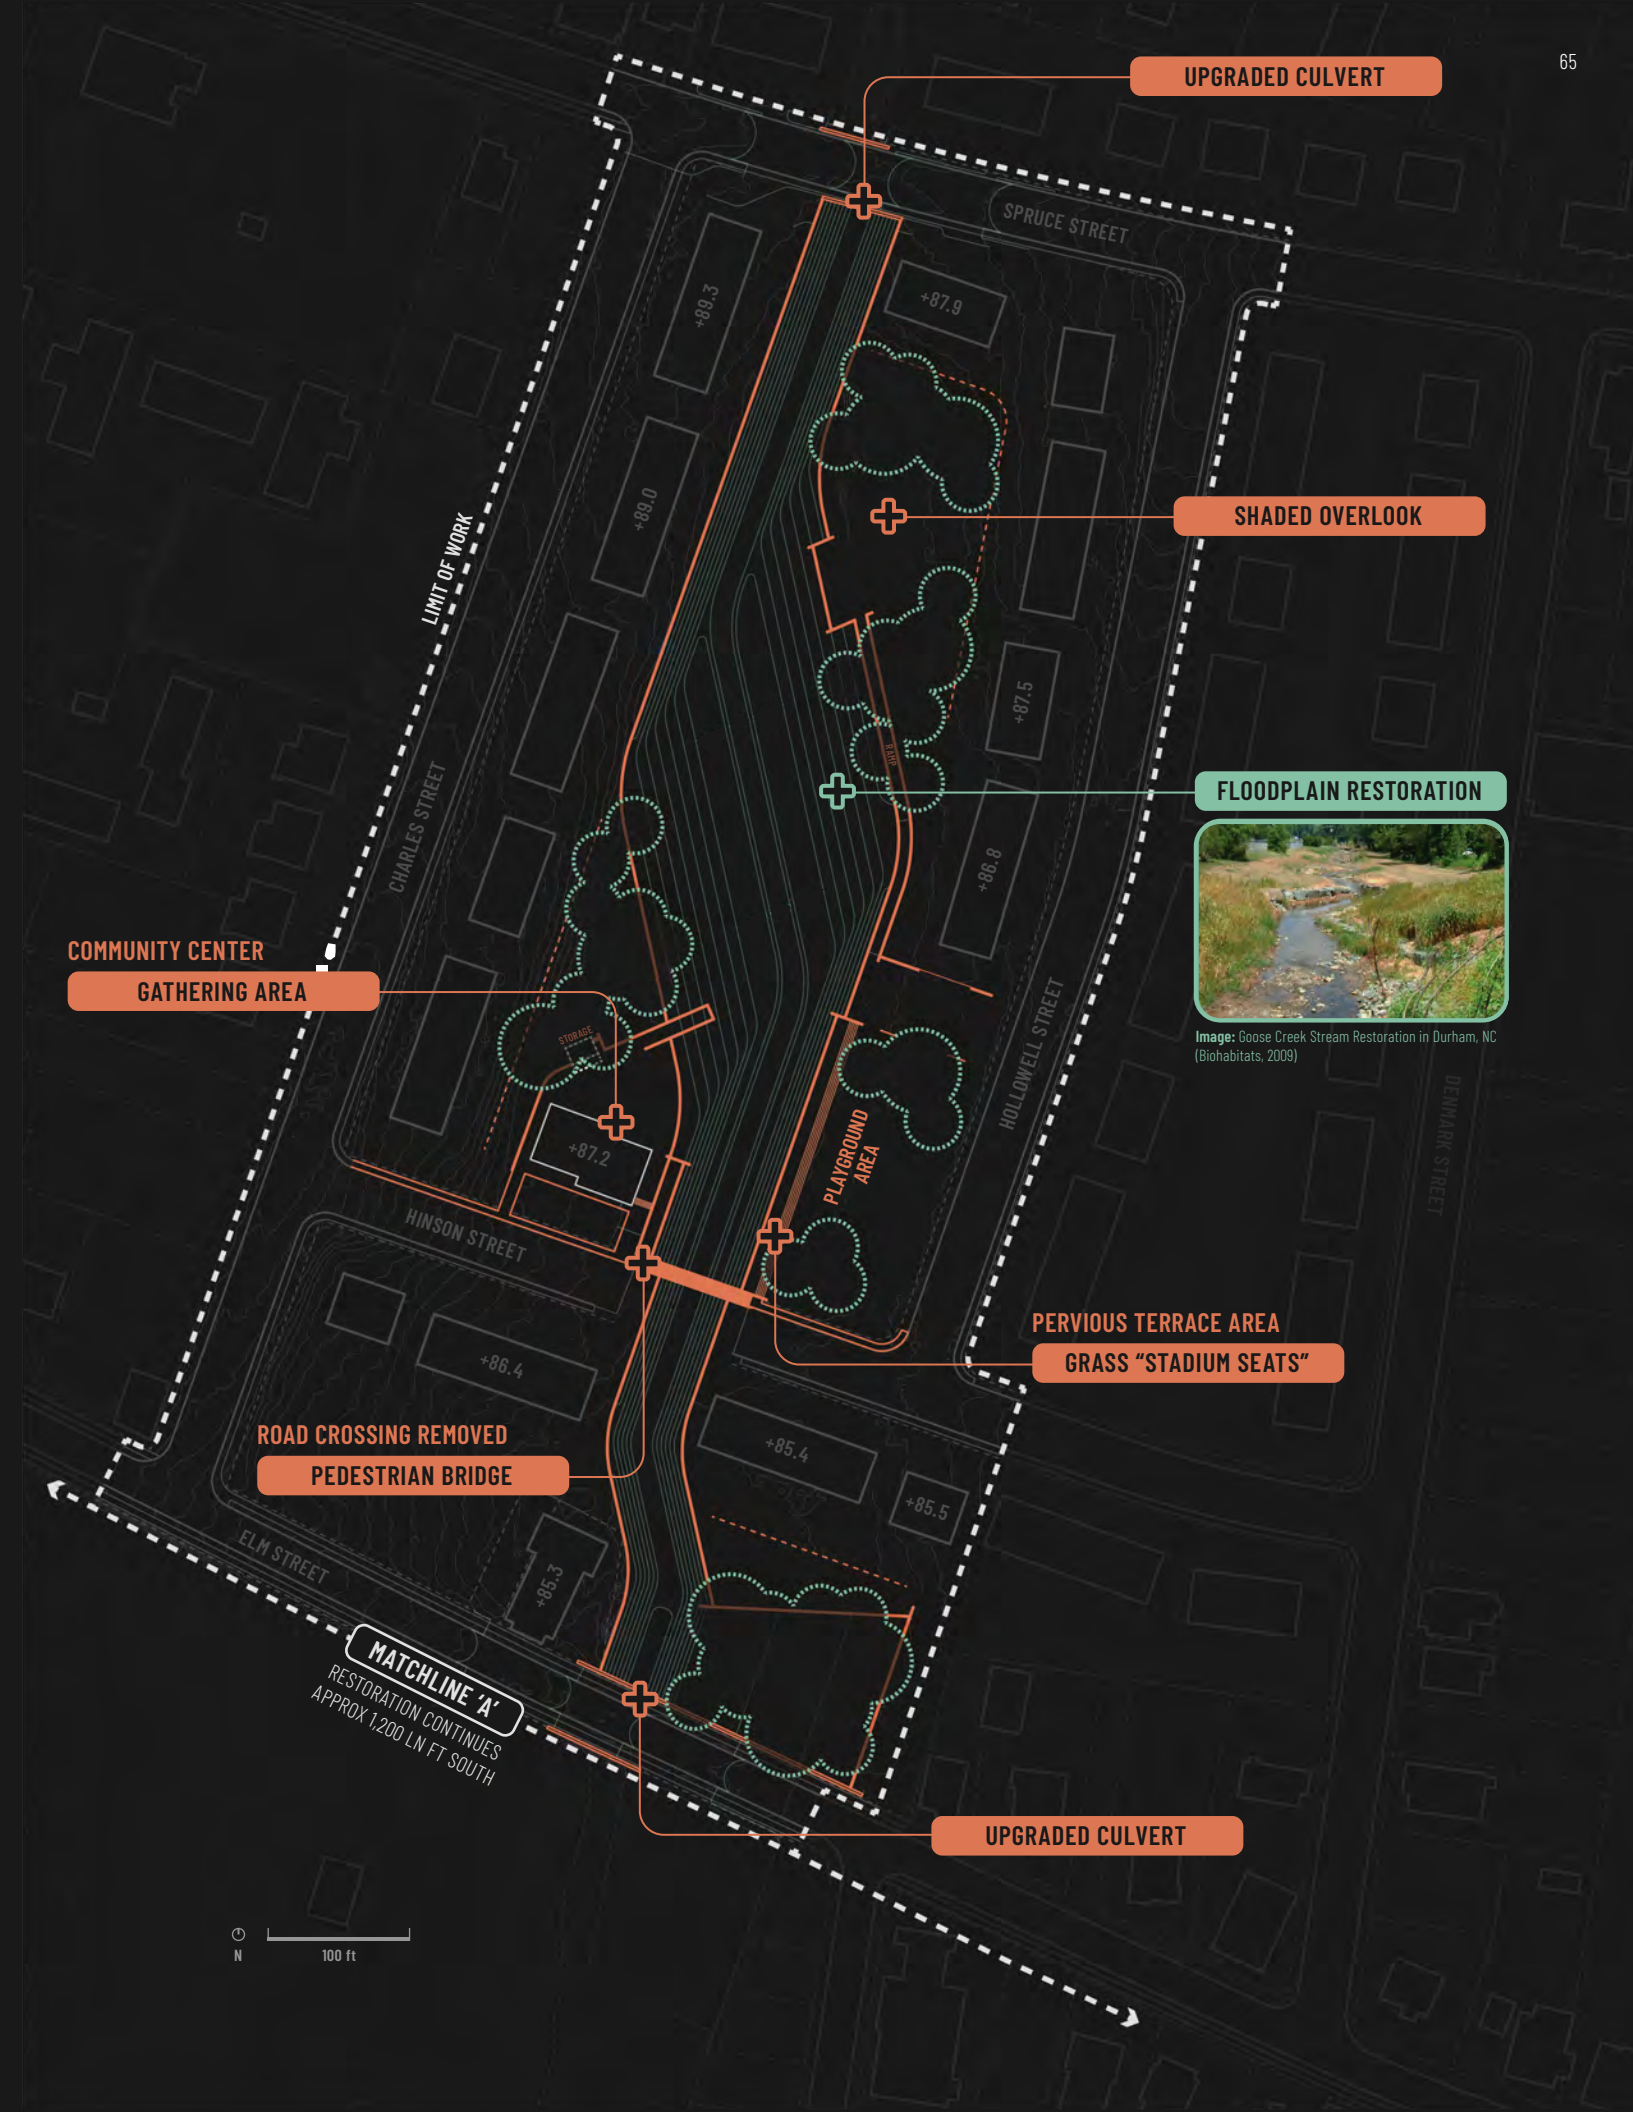 65
UPGRADED CULVERT
SPRUCE STREET
+89.3
+87.9
+89.0
SHADED OVERLOOK
LIMIT OF WORK
+87.5
RAMP
FLOODPLAIN RESTORATION
CHARLES STREET
+86.8
COMMUNITY CENTER
GATHERING AREA
Image: Goose Creek Stream Restoration in Durham, NC
(Biohabitats, 2009)
STORAGE
HOLLOWELL STREET
DENMARK STREET
+87.2
PLAYGROUND
AREA
HINSON STREET
PERVIOUS TERRACE AREA
GRASS “STADIUM SEATS”
+86.4
ROAD CROSSING REMOVED
PEDESTRIAN BRIDGE
+85.4
+85.5
ELM STREET
+85.3
MATCHLINE ‘A’
RESTORATION CONTINUES
APPROX 1,200 LN FT SOUTH
UPGRADED CULVERT
N
100 ft